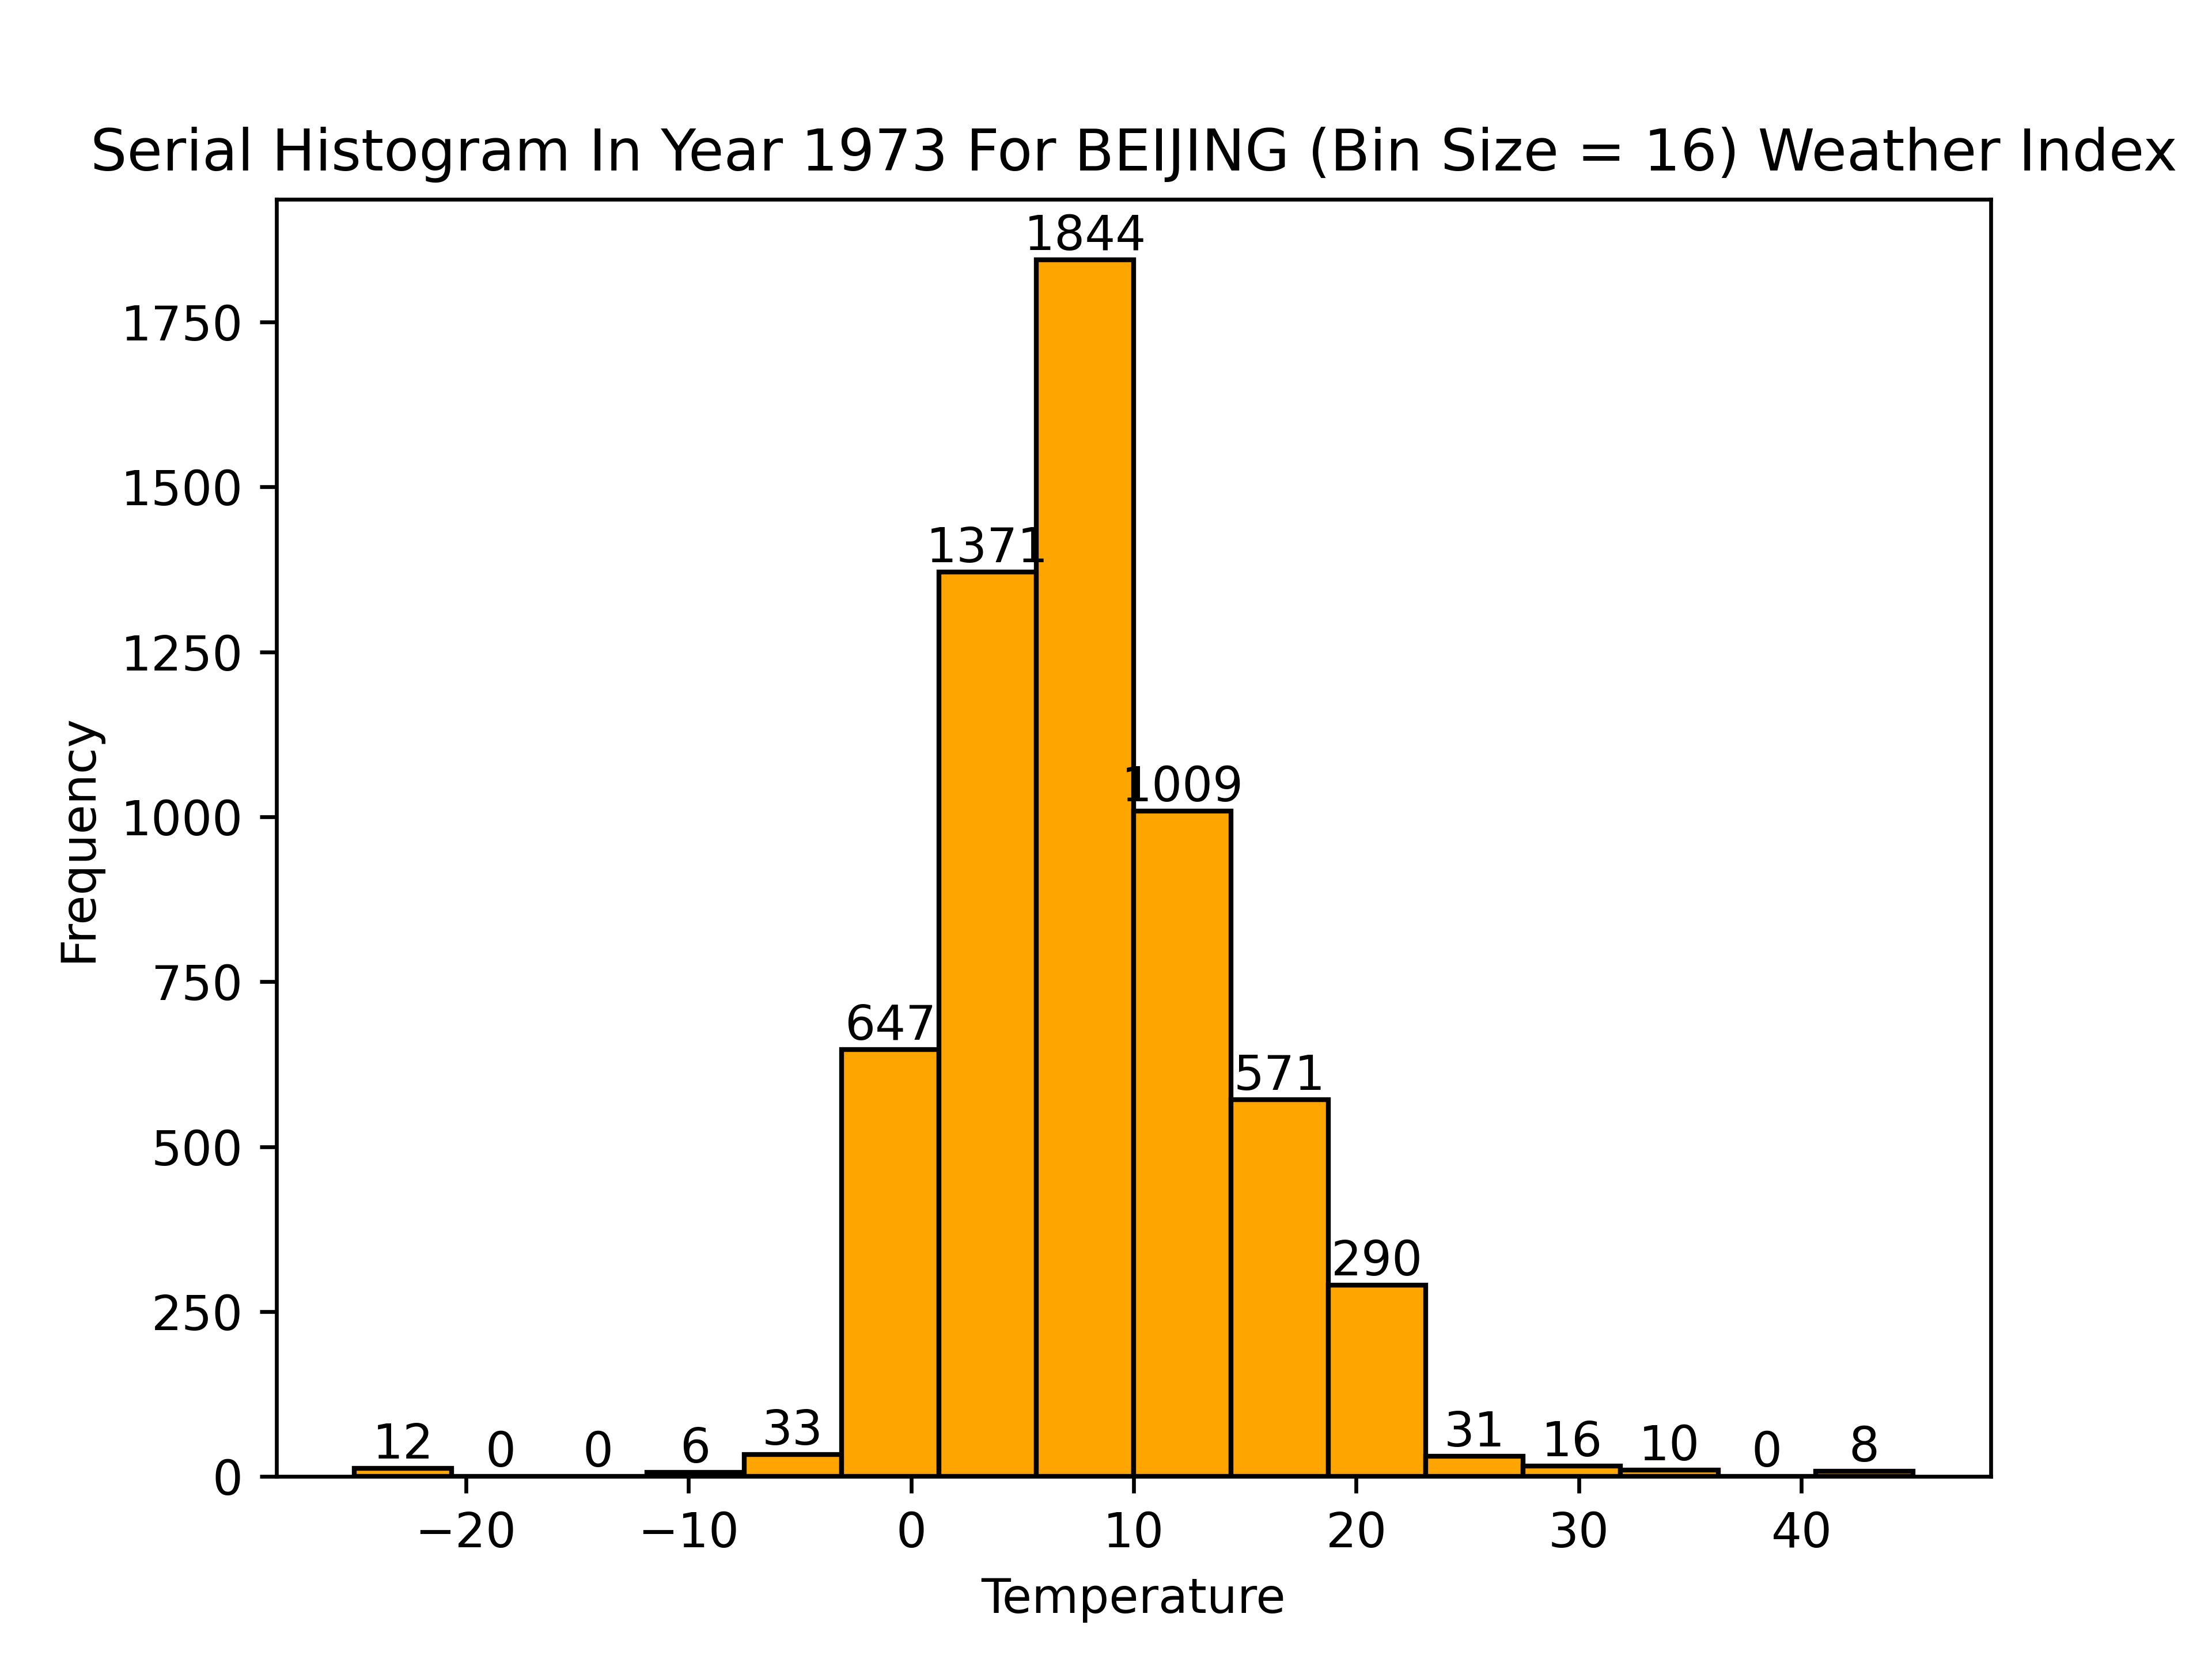 Serial Histogram In Year 1973 For BEIJING (Bin Size = 16) Weather Index
1844
1750
1500
1371
1250
1009
1000
Frequency
750
647
571
500
290
250
12 0 0 6 33 31 16 10 0 8
0
−20 −10 0 10 20 30 40
Temperature